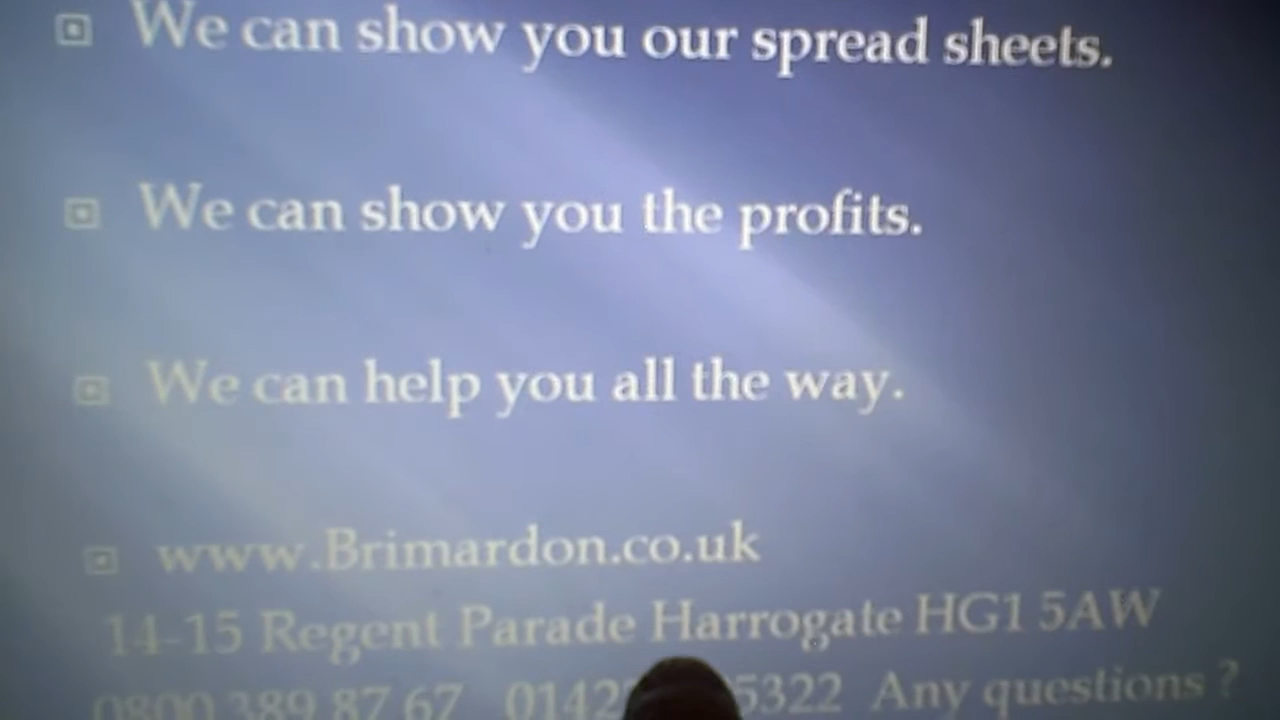 We can show you our spread sheets.
We can show you the profits.
We can help you all the way.
www.Brimardon.co.uk
14-15 Regent Parade Harrogate HG1 5AW
0800 389 87 67 Any questions ?